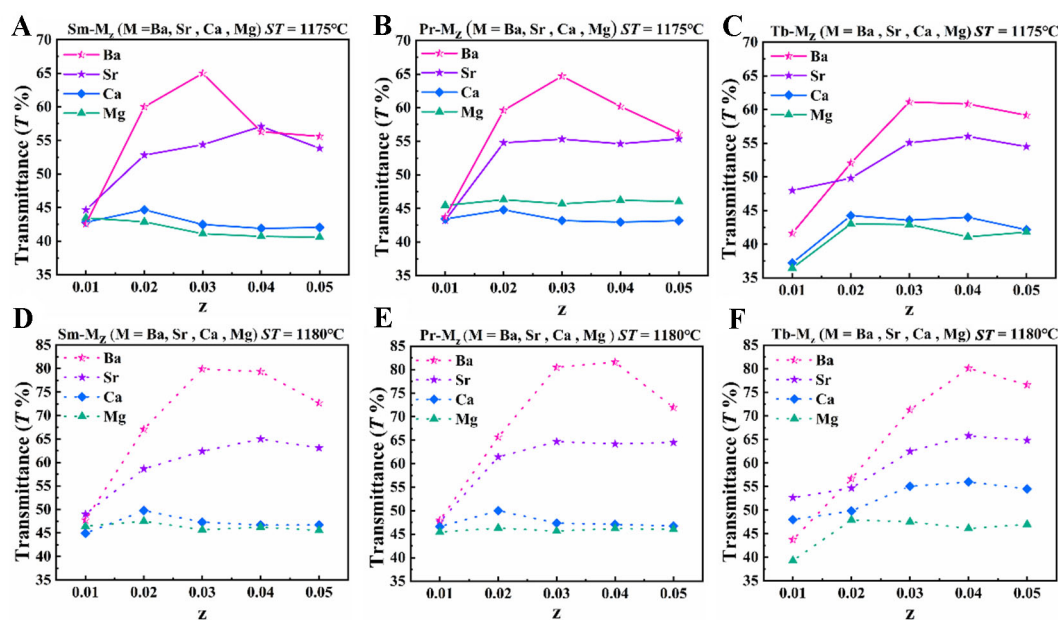 A
Sm-Mz (M =Ba, Sr, Ca , Mg) ST = 1175°C
Transmittance (T %)
70
65
60
55
50
45
40
35
Ba
Sr
Ca
Mg
0.01 0.02 0.03 0.04 0.05
z
B
Pr-Mz (M = Ba, Sr, Ca, Mg) ST = 1175°C
Transmittance (T %)
70
65
60
55
50
45
40
35
Ba
Sr
Ca
Mg
0.01 0.02 0.03 0.04 0.05
z
C
Tb-Mz (M = Ba, Sr, Ca, Mg) ST = 1175°C
Transmittance (T %)
70
65
60
55
50
45
40
35
Ba
Sr
Ca
Mg
0.01 0.02 0.03 0.04 0.05
z
D
Sm-Mz (M = Ba, Sr, Ca , Mg) ST = 1180°C
Transmittance (T %)
85
80
75
70
65
60
55
50
45
40
35
Ba
Sr
Ca
Mg
0.01 0.02 0.03 0.04 0.05
z
E
Pr-Mz (M = Ba, Sr , Ca , Mg ) ST = 1180°C
Transmittance (T %)
85
80
75
70
65
60
55
50
45
40
35
Ba
Sr
Ca
Mg
0.01 0.02 0.03 0.04 0.05
z
F
Tb-Mz (M = Ba , Sr , Ca, Mg) ST = 1180°C
Transmittance (T %)
85
80
75
70
65
60
55
50
45
40
35
Ba
Sr
Ca
Mg
0.01 0.02 0.03 0.04 0.05
z